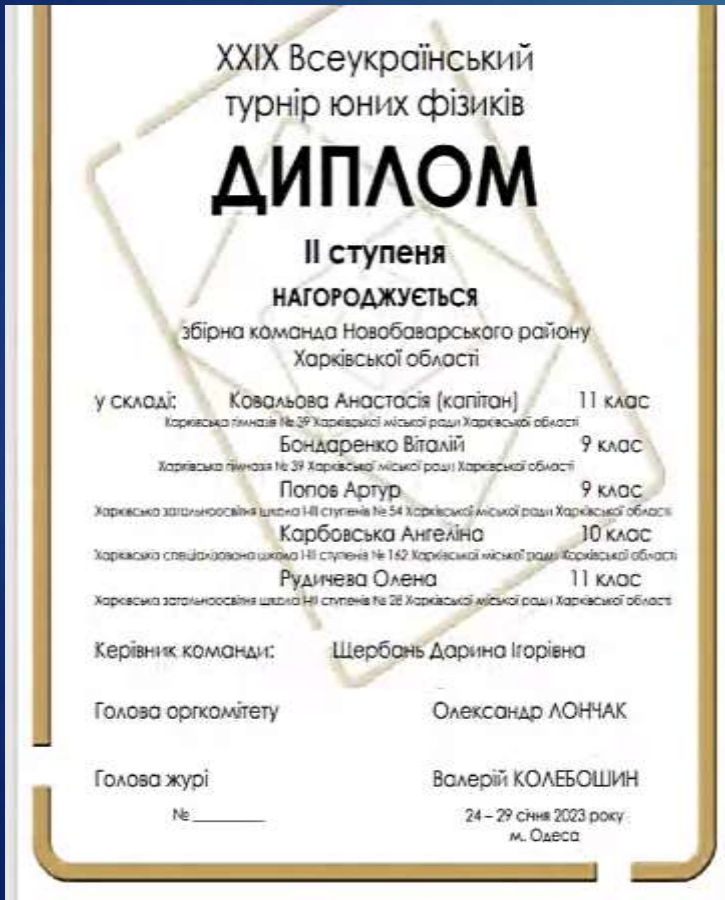 XXIX Всеукраїнський
турнір юних фізиків
ДИПЛОМ
ІІ ступеня
НАГОРОДЖУЄТЬСЯ
збірна команда Новобаварського району
Харківської області
у складі: Ковальова Анастасія (капітан) 11 клас
Харківська гімназія № 39 Харківської міської ради Харківської області
Бондаренко Віталій 9 клас
Харківська гімназія № 39 Харківської міської ради Харківської області
Попов Артур 9 клас
Харківська загальноосвітня школа І-ІІІ ступенів № 54 Харківської міської ради Харківської області
Карбовська Ангеліна 10 клас
Харківська спеціалізована школа І-ІІІ ступенів № 162 Харківської міської ради Харківської області
Рудичева Олена 11 клас
Харківська загальноосвітня школа І-ІІІ ступенів № 28 Харківської міської ради Харківської області
Керівник команди: Щербань Дарина Ігорівна
Голова оргкомітету Олександр ЛОНЧАК
Голова журі Валерій КОЛЕБОШИН
№ ________ 24 – 29 січня 2023 року
м. Одеса